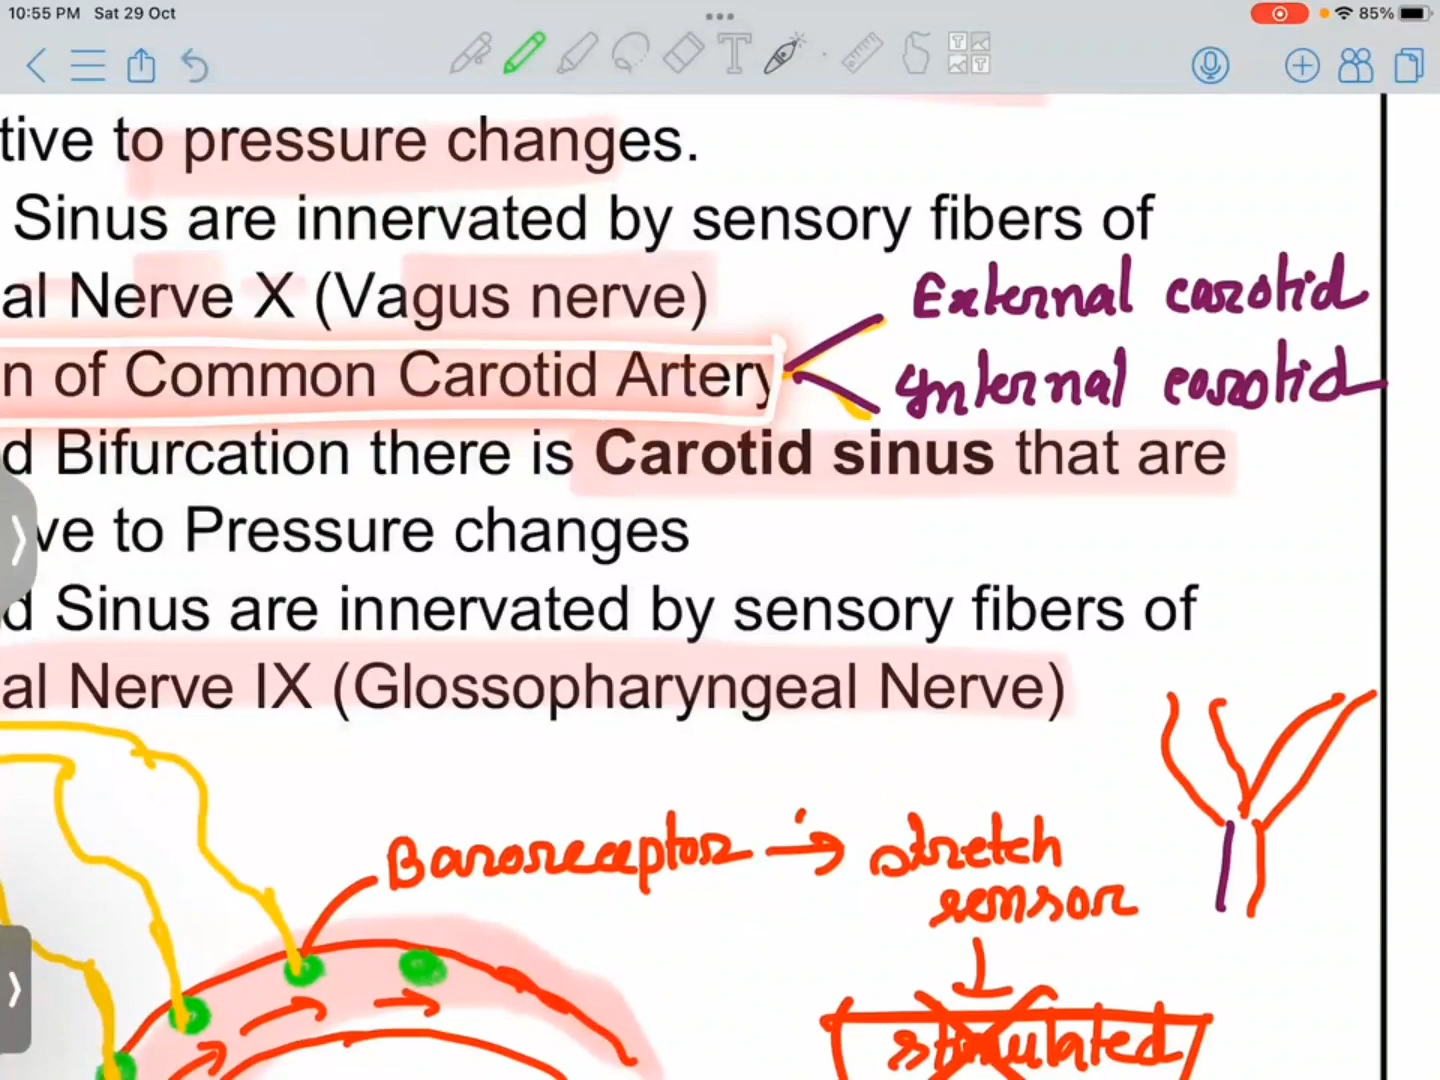 10:55 PM Sat 29 Oct
85%
tive to pressure changes.
Sinus are innervated by sensory fibers of
al Nerve X (Vagus nerve)
External carotid
n of Common Carotid Artery
Internal carotid
d Bifurcation there is Carotid sinus that are
ve to Pressure changes
d Sinus are innervated by sensory fibers of
al Nerve IX (Glossopharyngeal Nerve)
Baroreceptor → stretch
sensor
stimulated